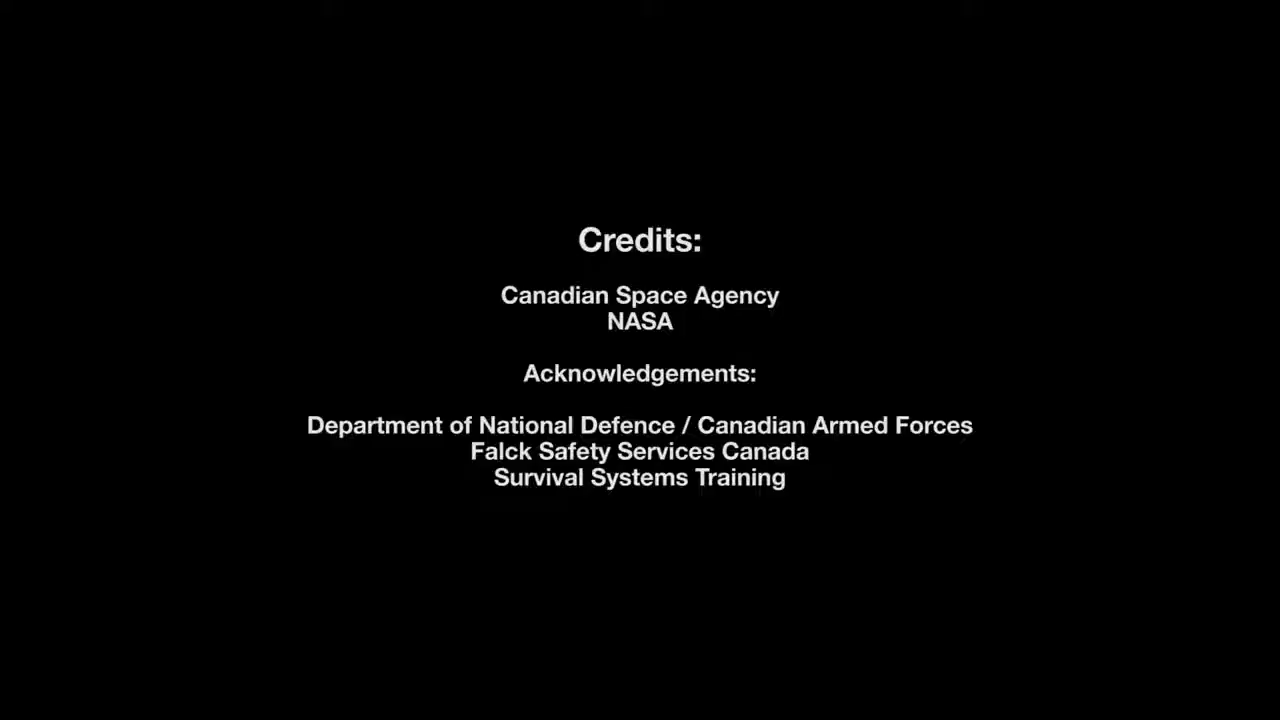 Credits:
Canadian Space Agency
NASA
Acknowledgements:
Department of National Defence / Canadian Armed Forces
Falck Safety Services Canada
Survival Systems Training